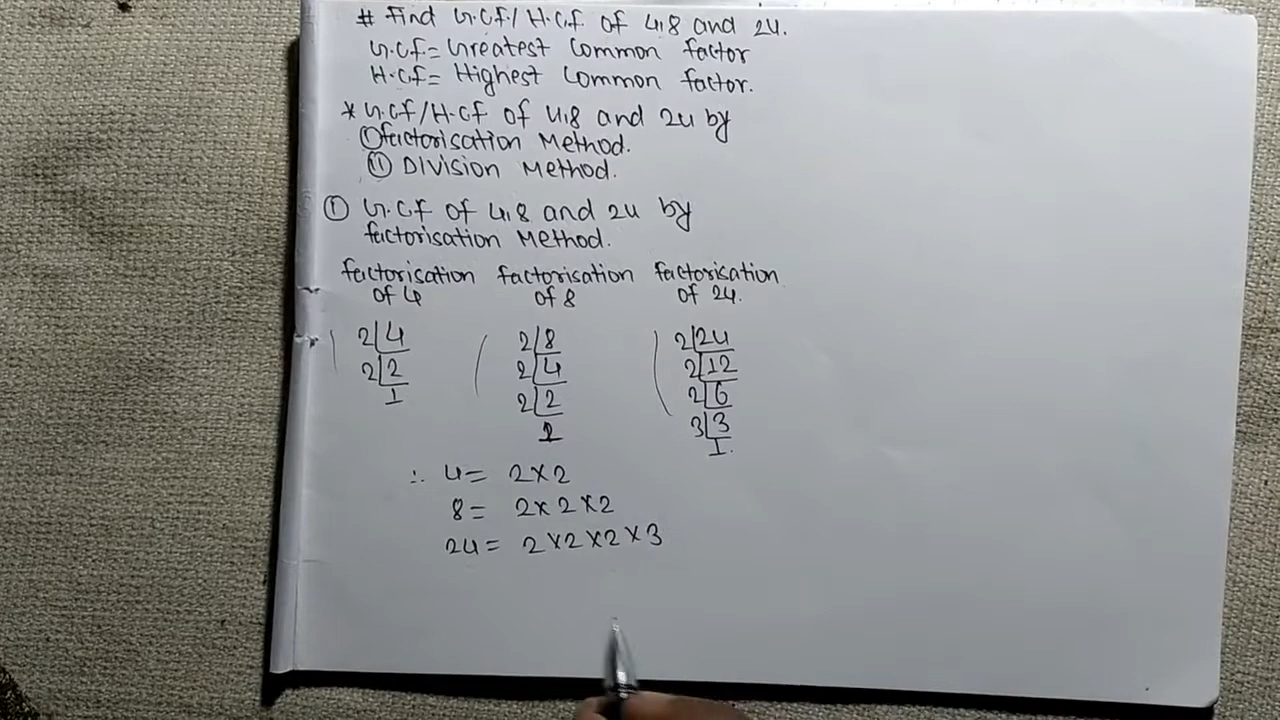 # Find G.C.F/ H.C.F. of 4,8 and 24.
G.C.F.= Greatest Common factor
H.C.F= Highest Common factor.
* G.C.F/H.C.F of 4,8 and 24 by
(I) factorisation Method.
(II) DIVISION Method.
(I) G.C.F of 4,8 and 24 by
factorisation Method.
factorisation factorisation factorisation
of 4 of 8 of 24.
2|4 2|8 2|24
2|2 2|4 2|12
1 2|2 2|6
1 3|3
1.
∴ 4= 2×2
8= 2×2×2
24= 2×2×2×3